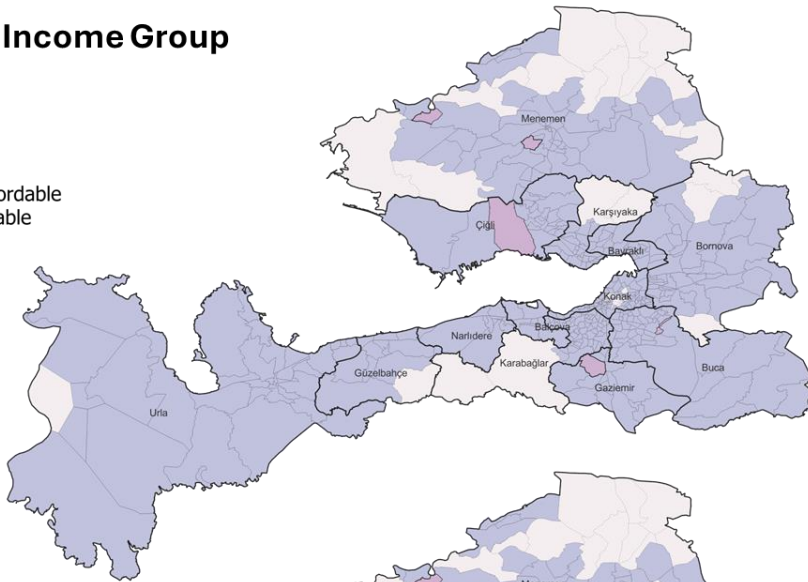 Income Group
ordable
able
Menemen
Karşıyaka
Çiğli
Bayraklı
Bornova
Konak
Balçova
Narlıdere
Karabağlar
Güzelbahçe
Buca
Gaziemir
Urla